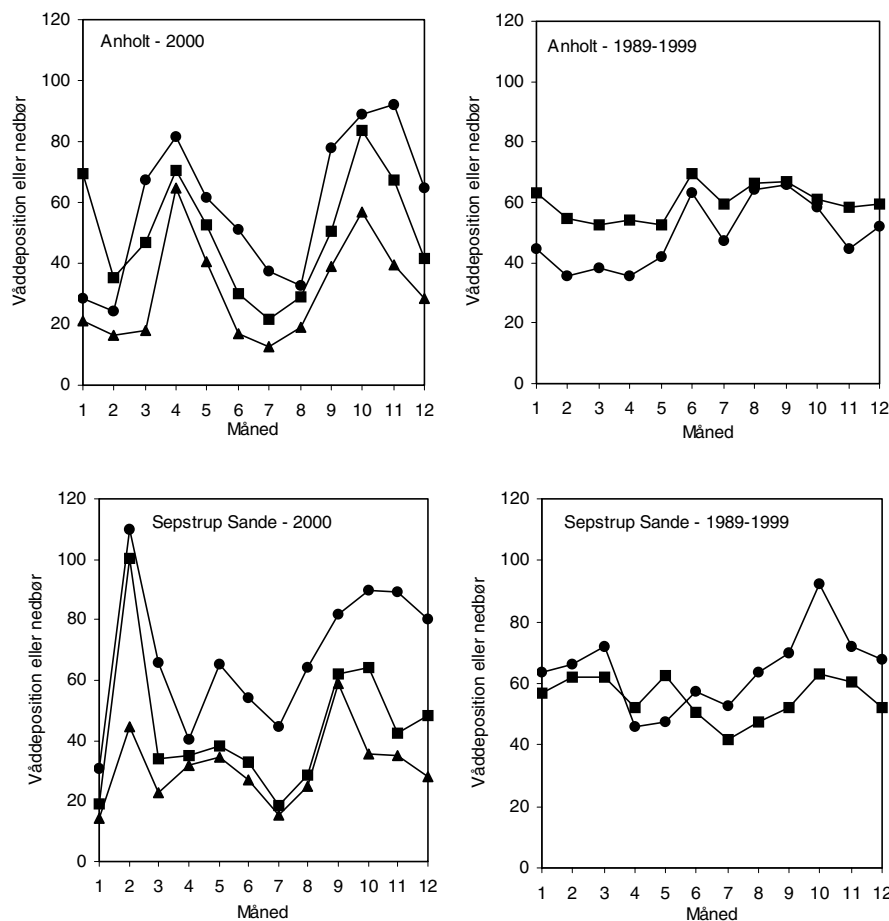 Anholt - 2000
Våddeposition eller nedbør
120
100
80
60
40
20
0
1 2 3 4 5 6 7 8 9 10 11 12
Måned
Anholt - 1989-1999
Våddeposition eller nedbør
120
100
80
60
40
20
0
1 2 3 4 5 6 7 8 9 10 11 12
Måned
Sepstrup Sande - 2000
Våddeposition eller nedbør
120
100
80
60
40
20
0
1 2 3 4 5 6 7 8 9 10 11 12
Måned
Sepstrup Sande - 1989-1999
Våddeposition eller nedbør
120
100
80
60
40
20
0
1 2 3 4 5 6 7 8 9 10 11 12
Måned